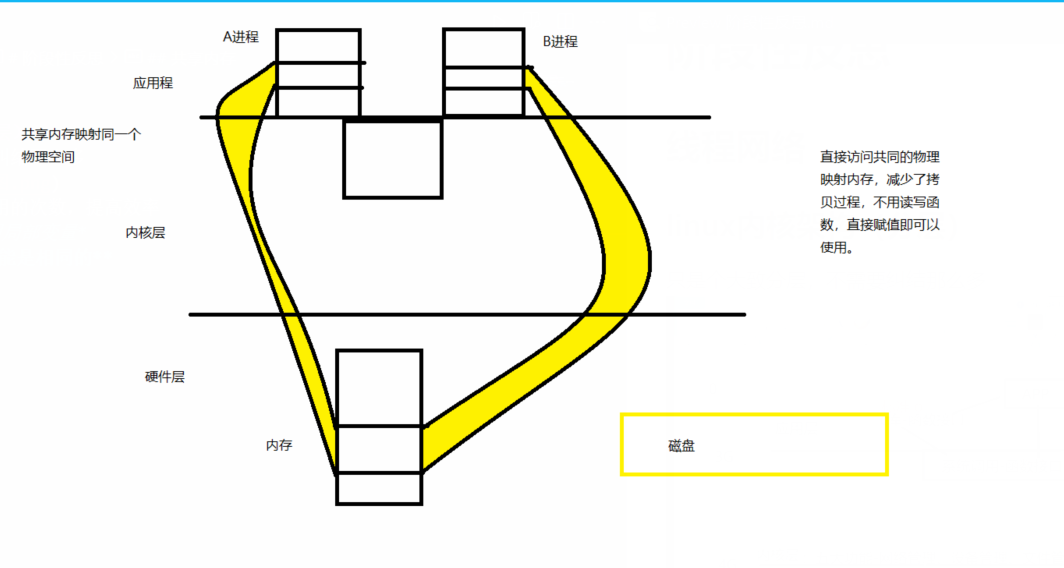 A进程
B进程
应用程
共享内存映射同一个
物理空间
直接访问共同的物理
映射内存，减少了拷
贝过程，不用读写函
数，直接赋值即可以
使用。
内核层
硬件层
内存
磁盘